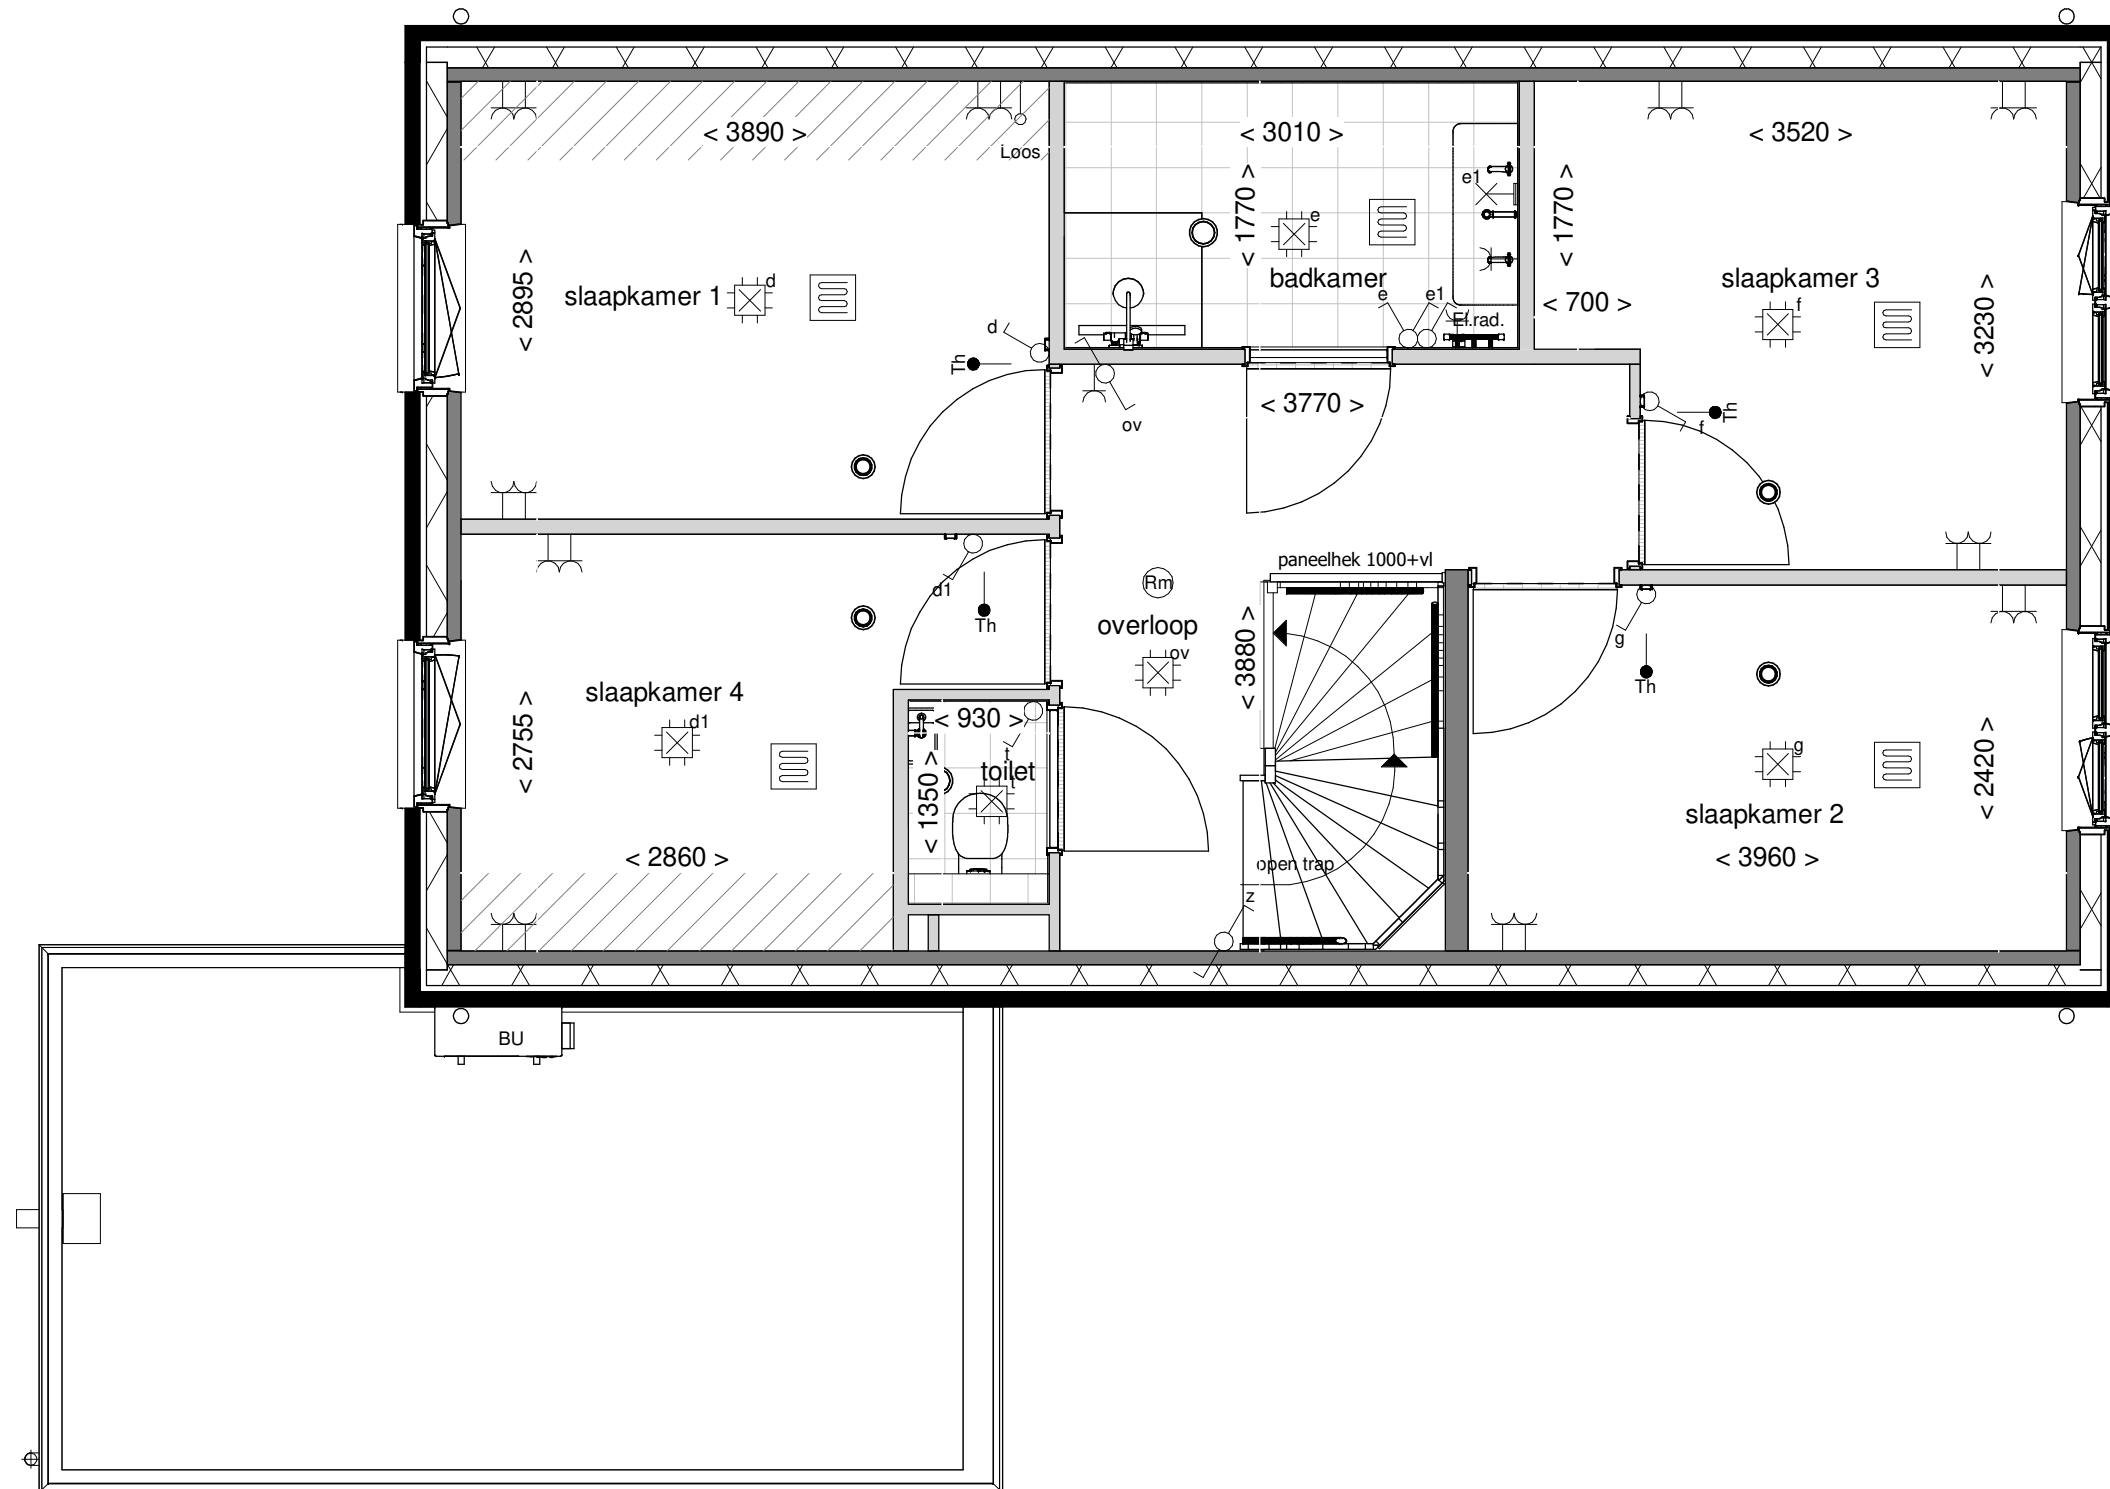 < 3890 >
< 3010 >
< 3520 >
Loos
e1
< 1770 >
< 1770 >
e
badkamer
slaapkamer 1
d
< 2895 >
slaapkamer 3
f
< 700 >
e
e1
El.rad.
< 3230 >
d
Th
< 3770 >
ov
f
Th
paneelhek 1000+vl
Rm
d1
Th
overloop
ov
< 3880 >
g
Th
slaapkamer 4
d1
< 2755 >
< 930 >
t
toilet
t
< 1350 >
g
< 2420 >
slaapkamer 2
< 2860 >
< 3960 >
open trap
z
BU